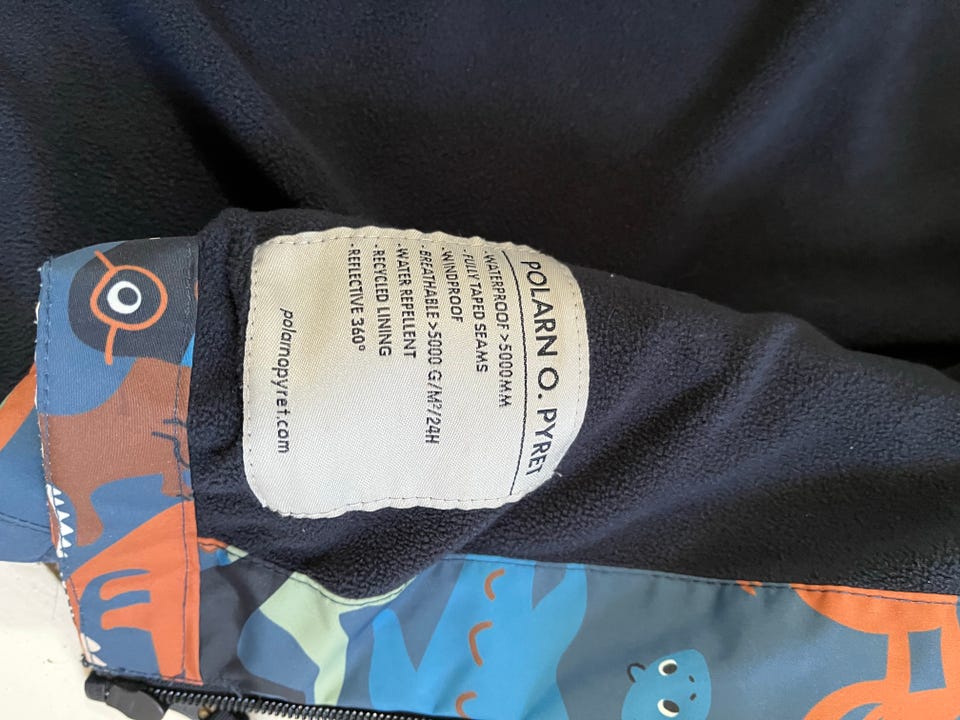 POLARN O. PYRET
·WATERPROOF >5000MM
·FULLY TAPED SEAMS
·WINDPROOF
·BREATHABLE >5000 G/M²/24H
·WATER REPELLENT
·RECYCLED LINING
·REFLECTIVE 360°
polarnopyret.com